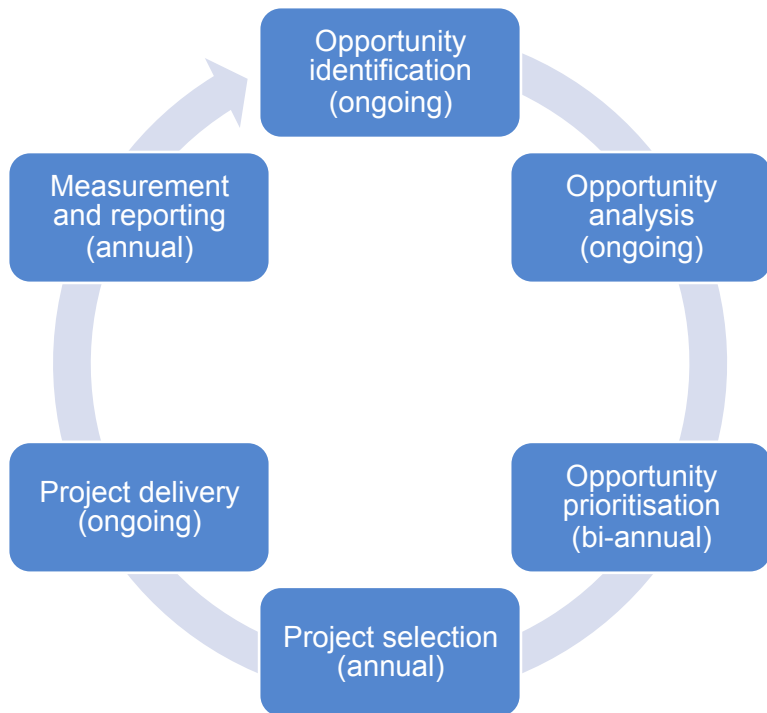 Opportunity
identification
(ongoing)
Opportunity
analysis
(ongoing)
Opportunity
prioritisation
(bi-annual)
Project selection
(annual)
Project delivery
(ongoing)
Measurement
and reporting
(annual)